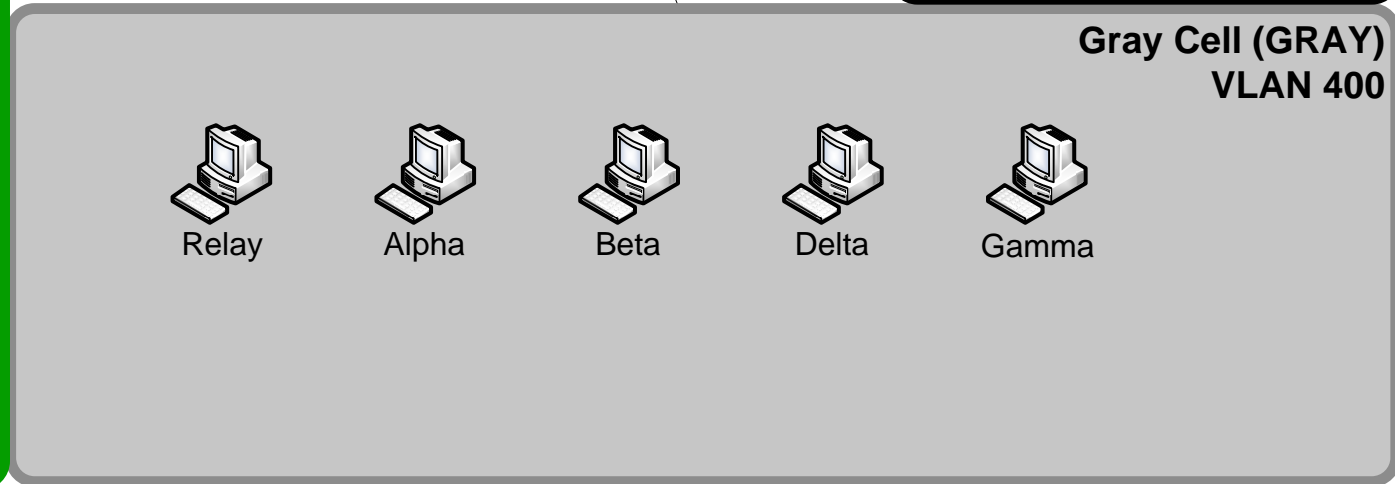 Gray Cell (GRAY)
VLAN 400
Relay
Alpha
Beta
Delta
Gamma